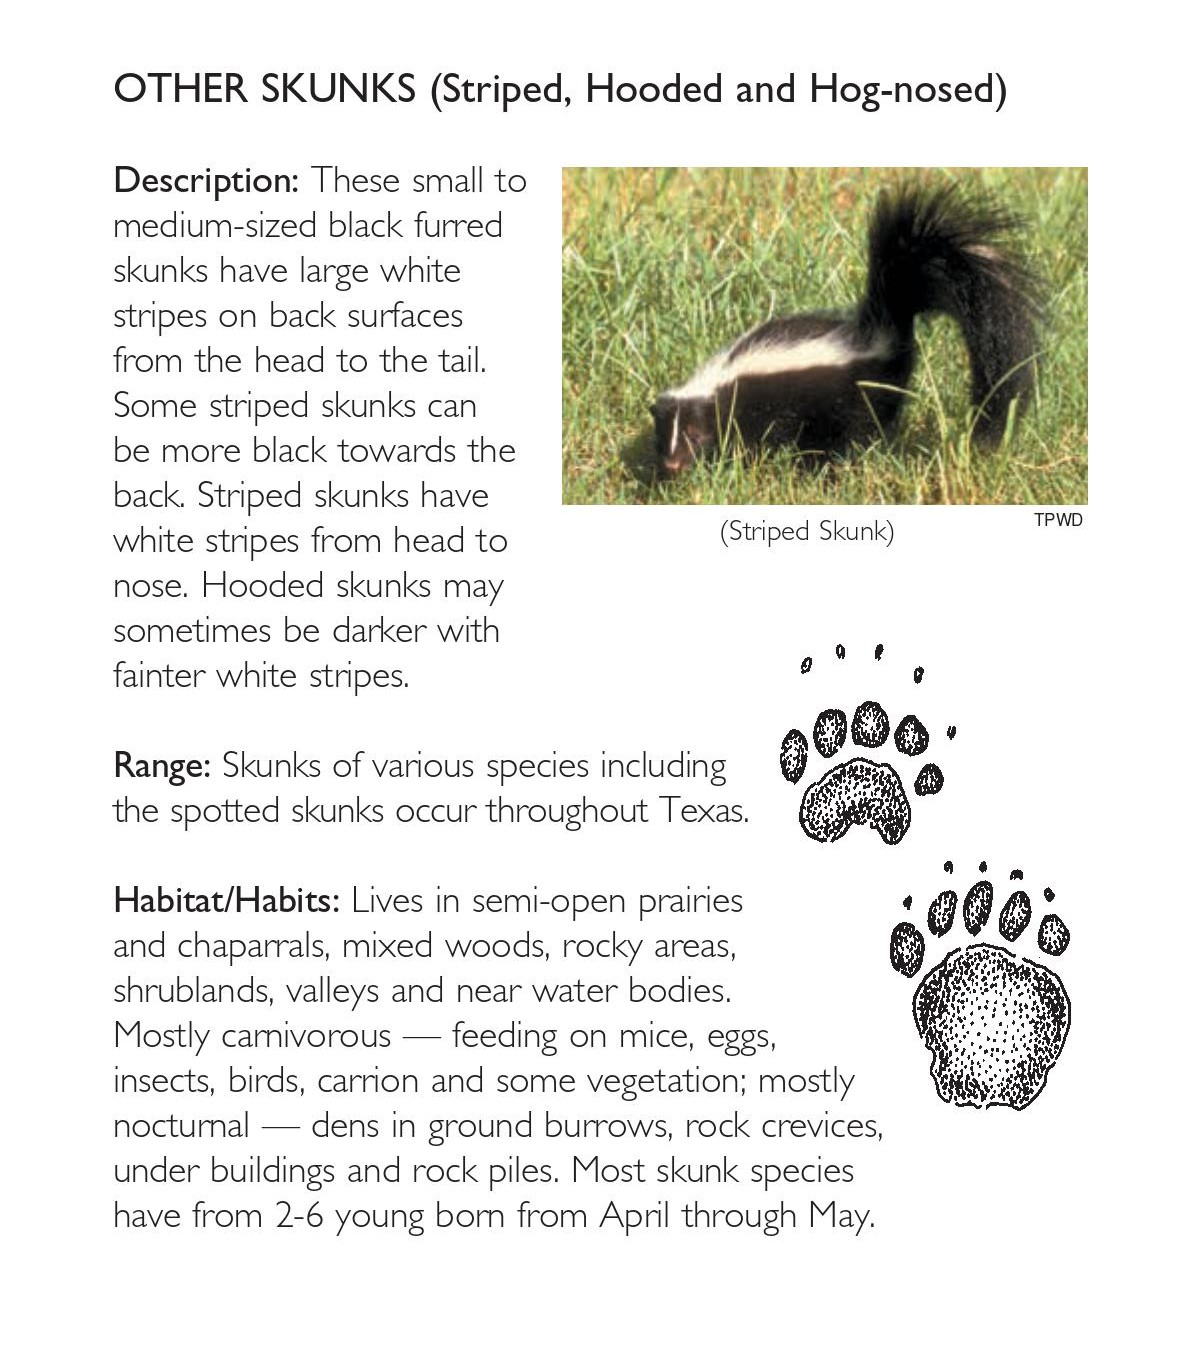 OTHER SKUNKS (Striped, Hooded and Hog-nosed)
Description: These small to
medium-sized black furred
skunks have large white
stripes on back surfaces
from the head to the tail.
Some striped skunks can
be more black towards the
back. Striped skunks have
white stripes from head to
nose. Hooded skunks may
sometimes be darker with
fainter white stripes.
TPWD
(Striped Skunk)
Range: Skunks of various species including
the spotted skunks occur throughout Texas.
Habitat/Habits: Lives in semi-open prairies
and chaparrals, mixed woods, rocky areas,
shrublands, valleys and near water bodies.
Mostly carnivorous — feeding on mice, eggs,
insects, birds, carrion and some vegetation; mostly
nocturnal — dens in ground burrows, rock crevices,
under buildings and rock piles. Most skunk species
have from 2-6 young born from April through May.